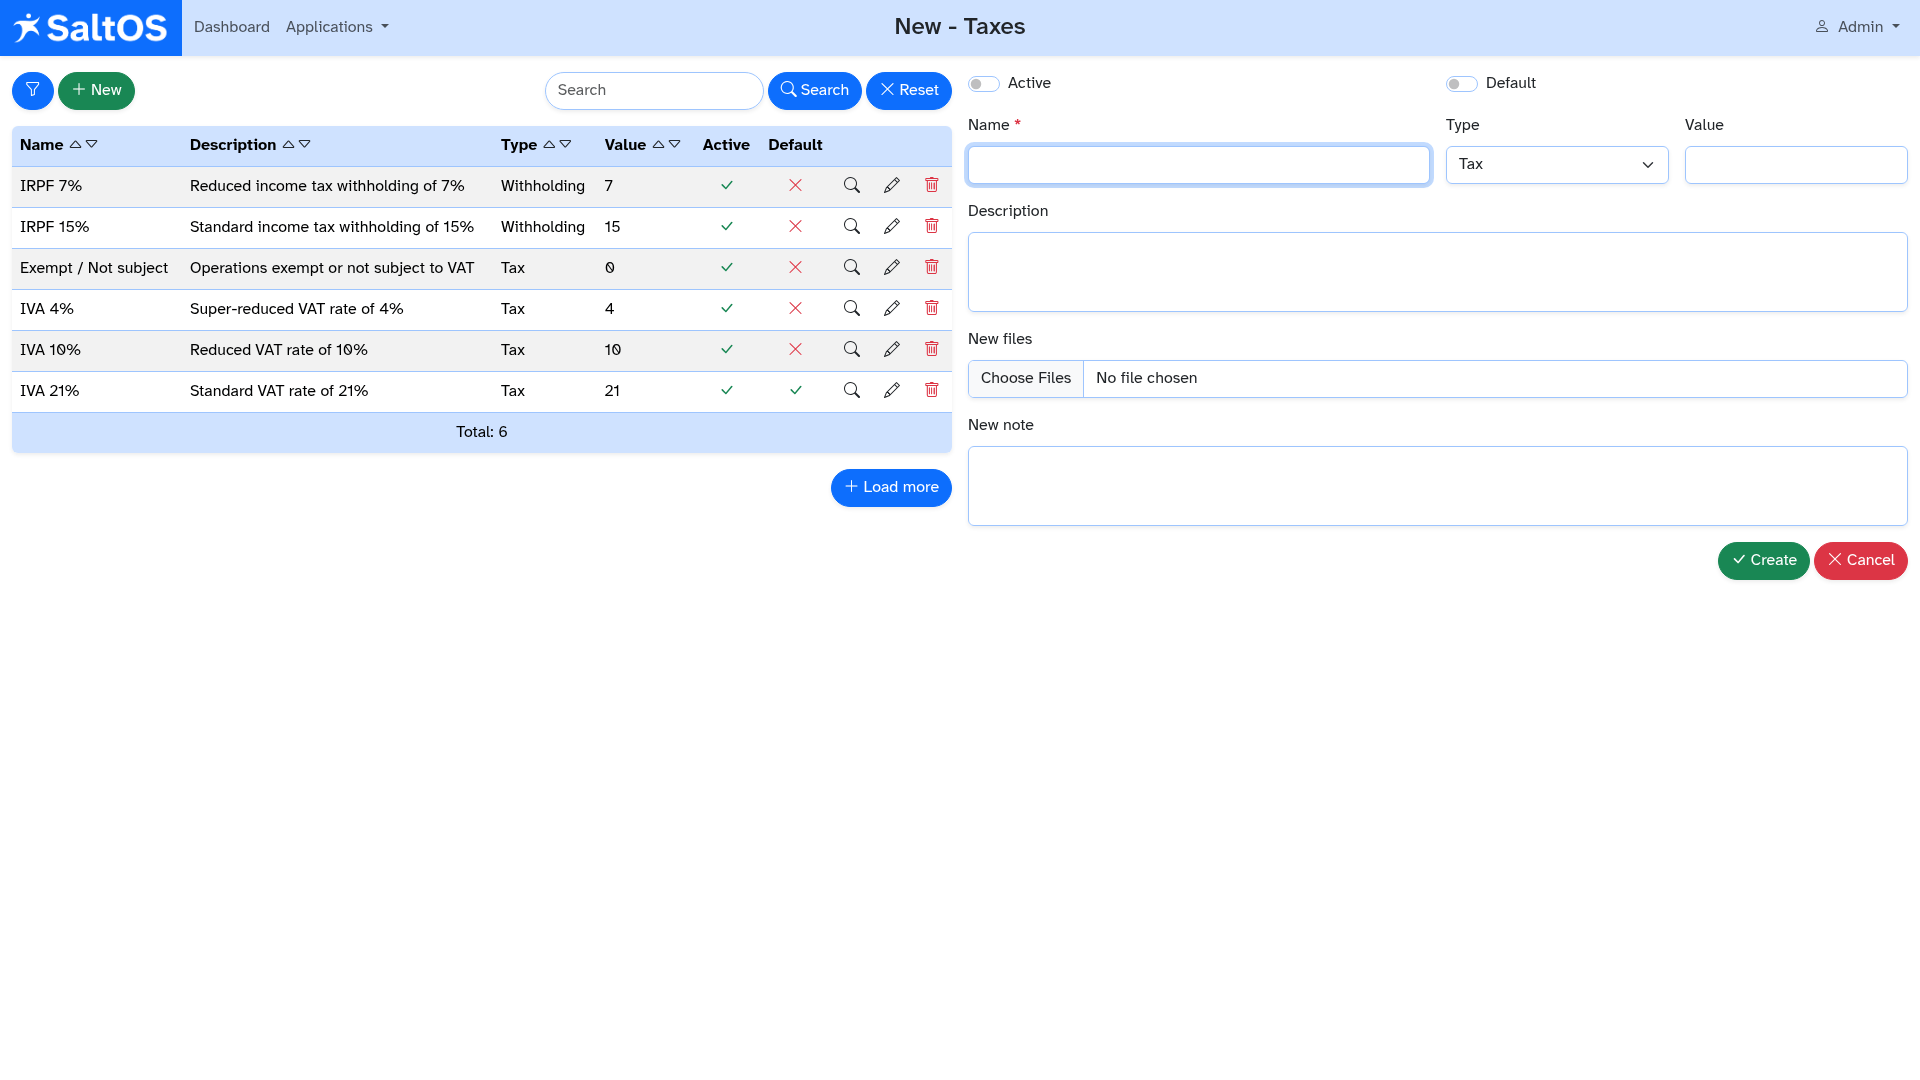 SaltOS Dashboard Applications New - Taxes Admin
New Search Search Reset
Name Description Type Value Active Default
IRPF 7% Reduced income tax withholding of 7% Withholding 7
IRPF 15% Standard income tax withholding of 15% Withholding 15
Exempt / Not subject Operations exempt or not subject to VAT Tax 0
IVA 4% Super-reduced VAT rate of 4% Tax 4
IVA 10% Reduced VAT rate of 10% Tax 10
IVA 21% Standard VAT rate of 21% Tax 21
Total: 6
Load more
Active Default
Name * Type Value
Tax
Description
New files
Choose Files No file chosen
New note
Create Cancel